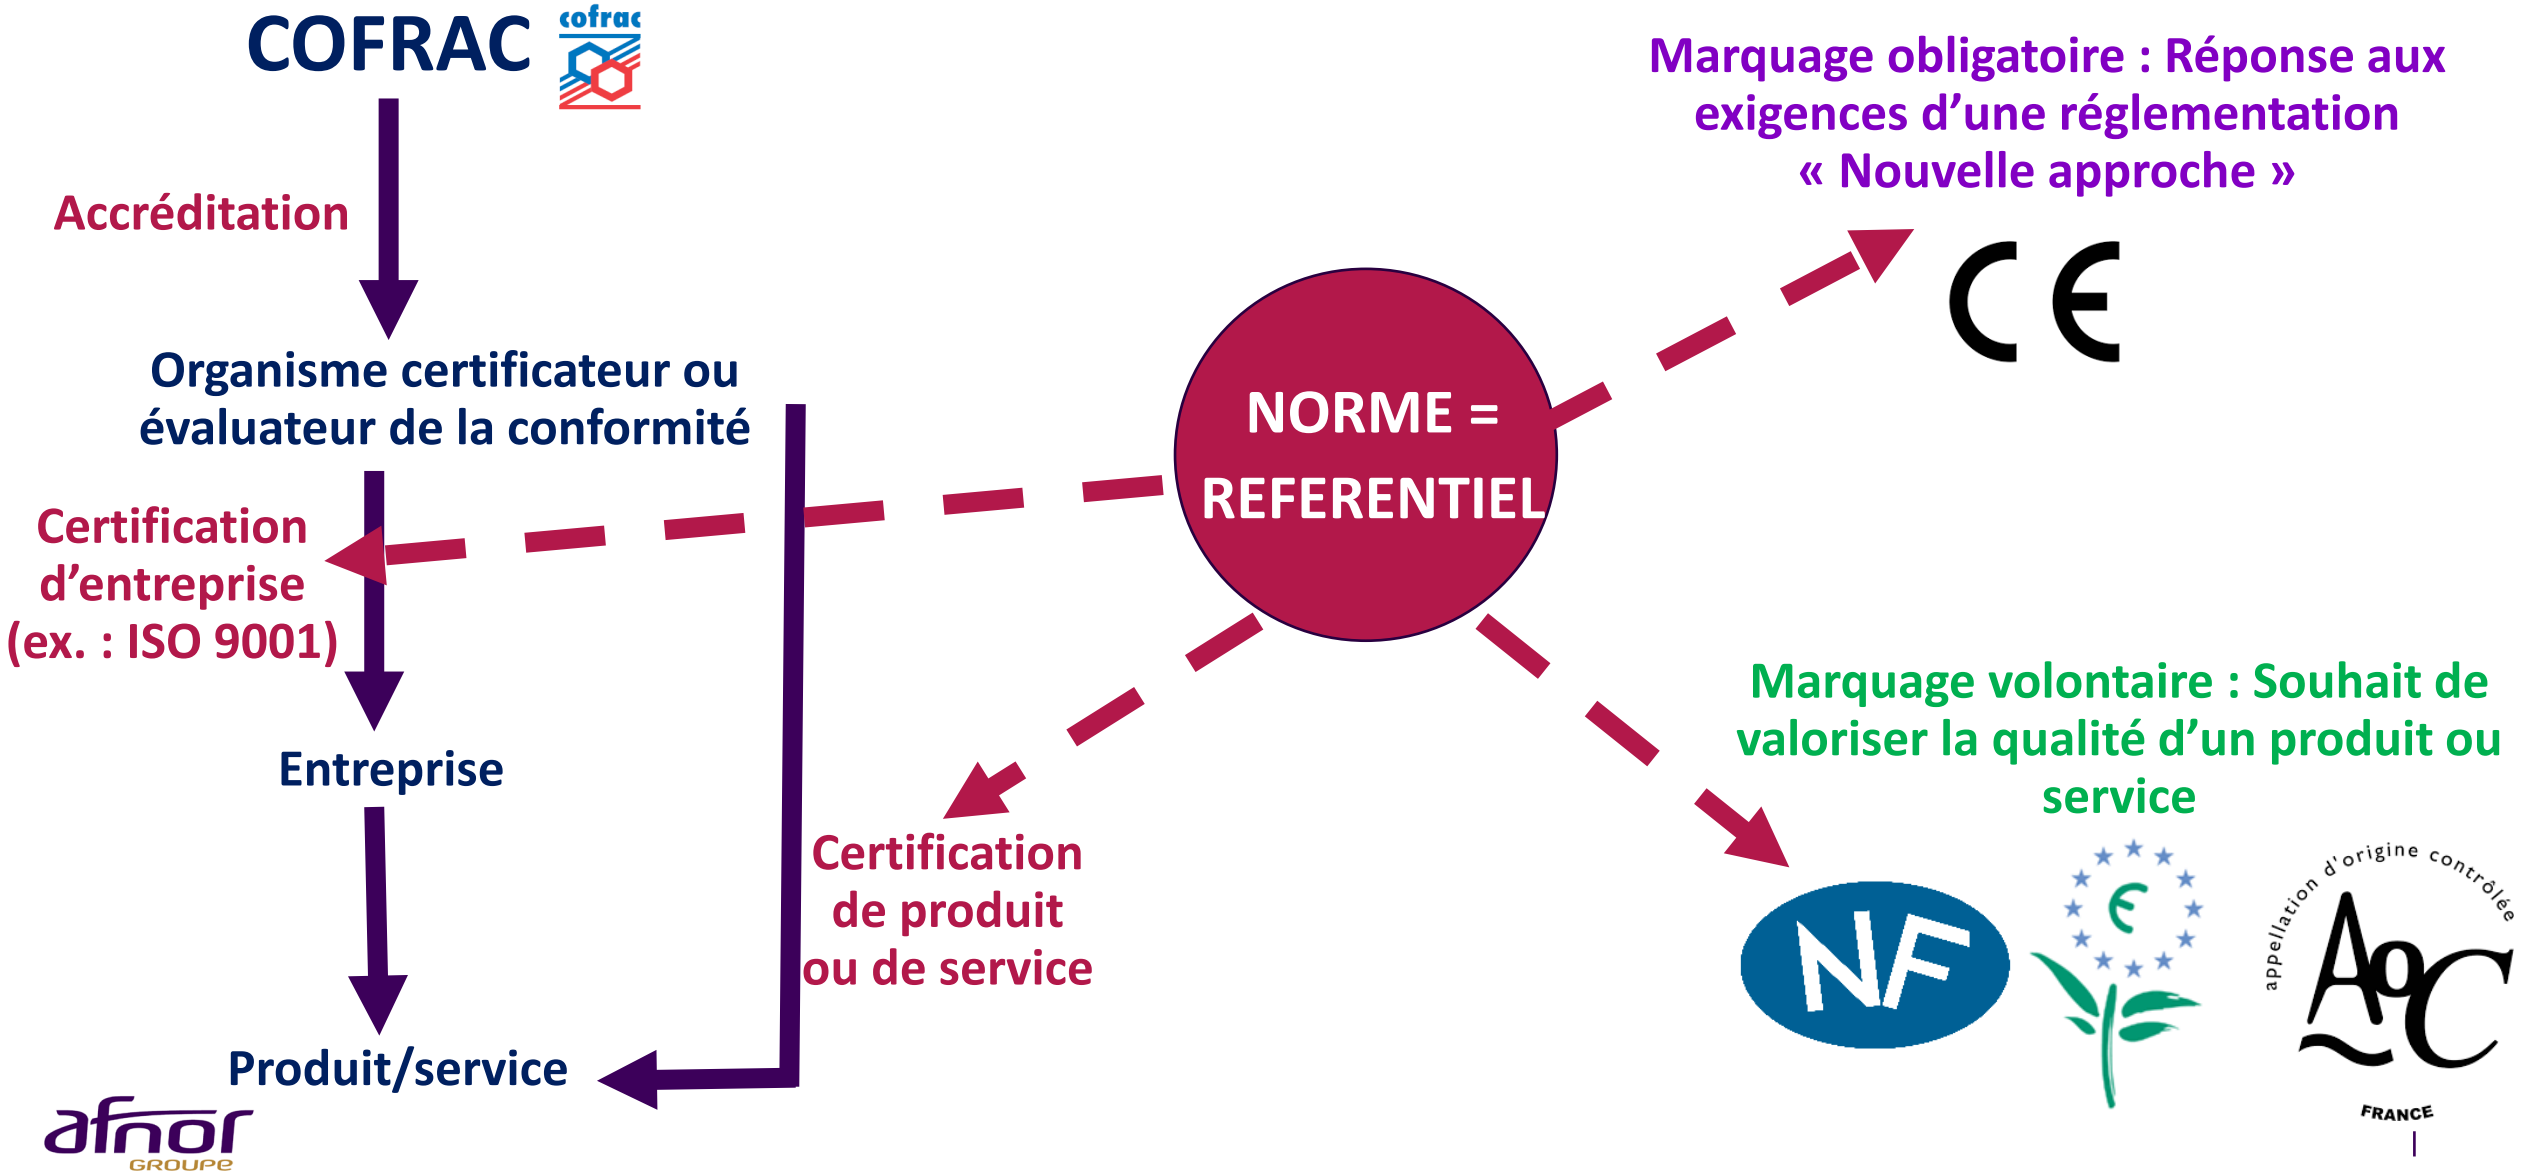 COFRAC
cofrac
Accréditation
Organisme certificateur ou
évaluateur de la conformité
Certification
d’entreprise
(ex. : ISO 9001)
Entreprise
Produit/service
afnor
GROUPE
NORME =
REFERENTIEL
Certification
de produit
ou de service
Marquage obligatoire : Réponse aux
exigences d’une réglementation
« Nouvelle approche »
CE
Marquage volontaire : Souhait de
valoriser la qualité d’un produit ou
service
NF
€
appellation d'origine contrôlée
AOC
FRANCE